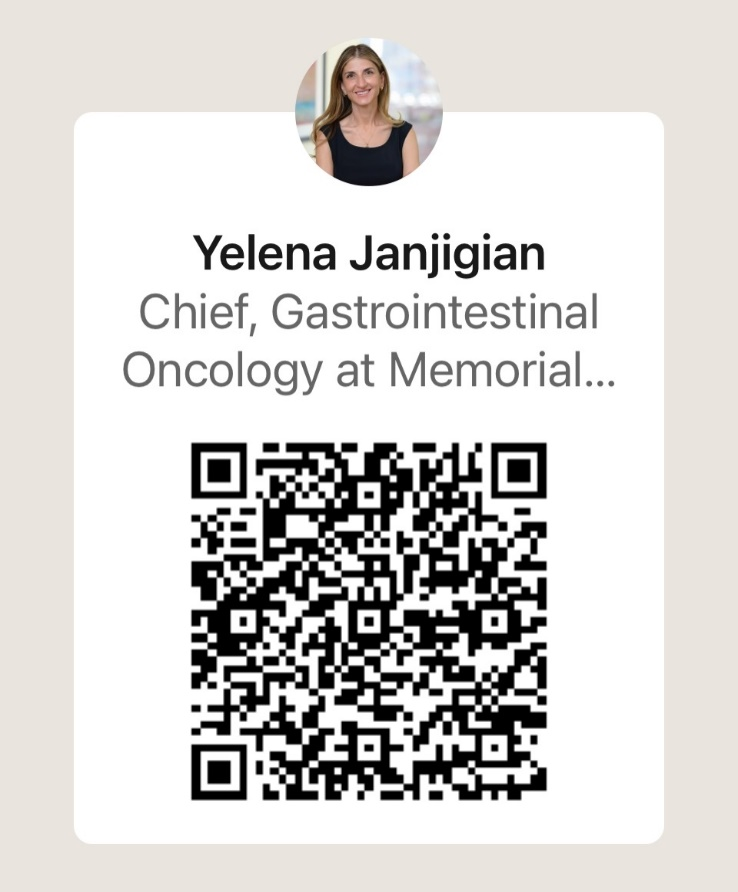 Yelena Janjigian
Chief, Gastrointestinal
Oncology at Memorial...